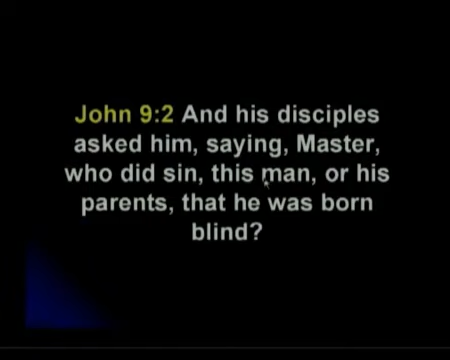 John 9:2 And his disciples
asked him, saying, Master,
who did sin, this man, or his
parents, that he was born
blind?